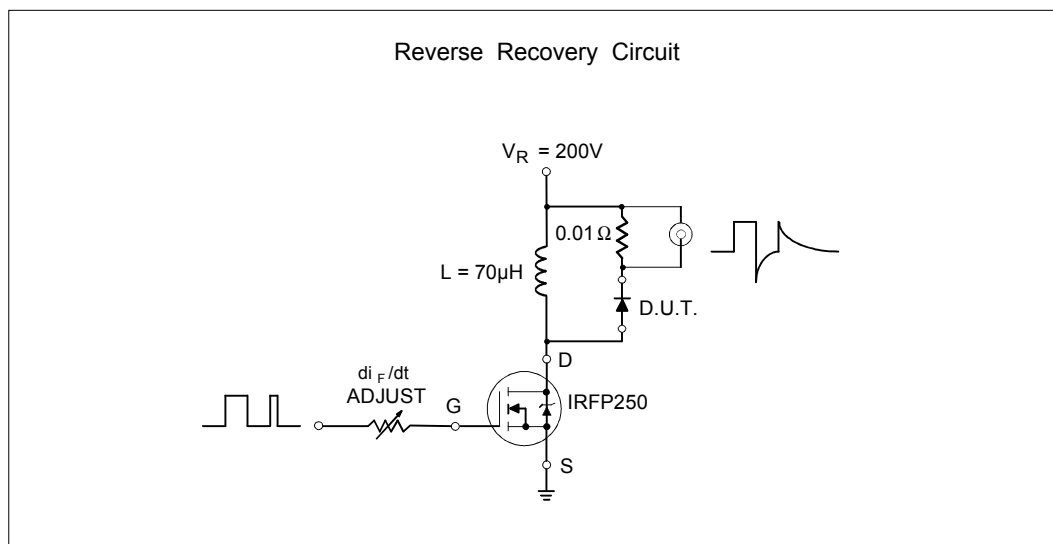 Reverse Recovery Circuit
V_R = 200V
0.01 Ω
L = 70µH
D.U.T.
D
di_F/dt
ADJUST
G
IRFP250
S